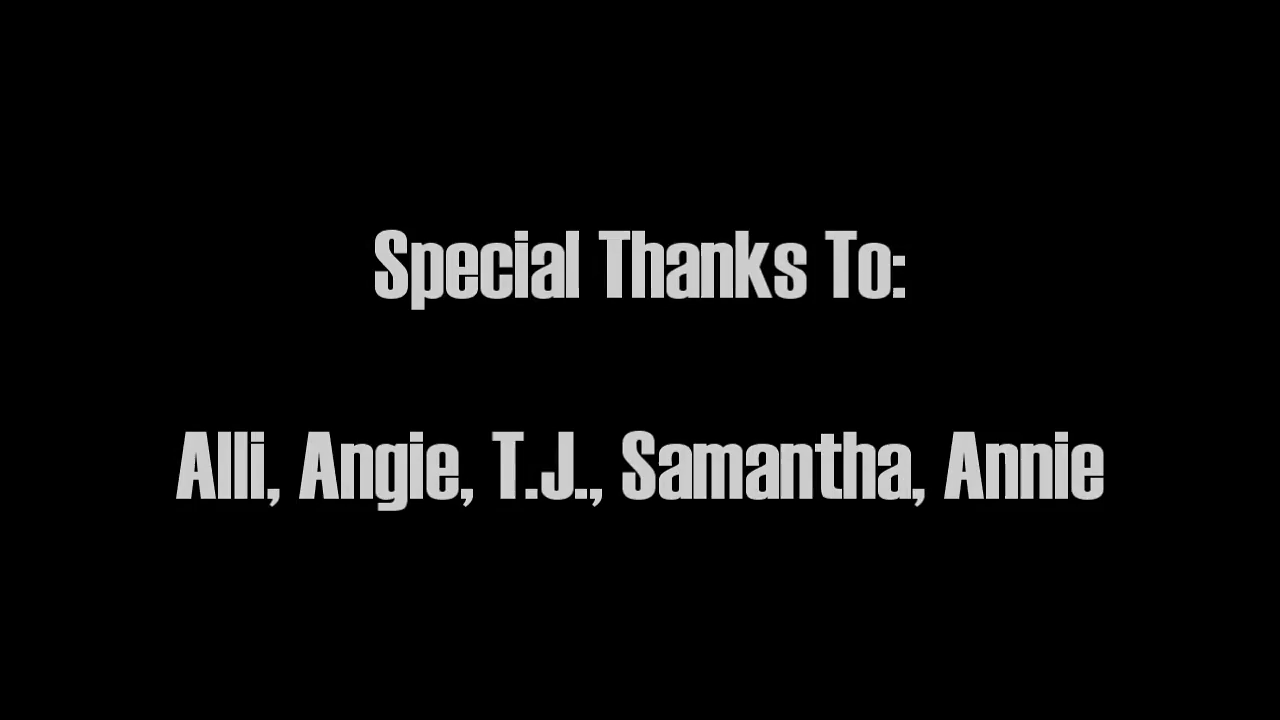 Special Thanks To:
Alli, Angie, T.J., Samantha, Annie